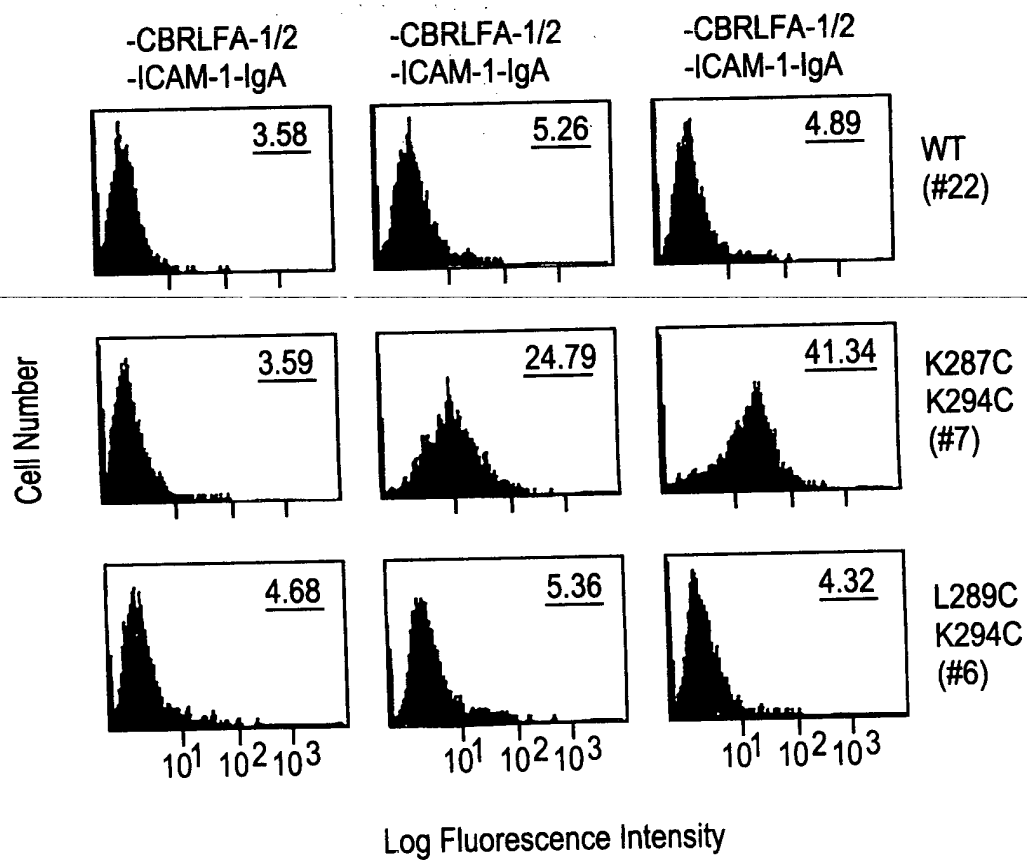 -CBRLFA-1/2
-ICAM-1-IgA
-CBRLFA-1/2
-ICAM-1-IgA
-CBRLFA-1/2
-ICAM-1-IgA
3.58
5.26
4.89
WT
(#22)
Cell Number
3.59
24.79
41.34
K287C
K294C
(#7)
4.68
5.36
4.32
L289C
K294C
(#6)
10¹ 10² 10³
10¹ 10² 10³
10¹ 10² 10³
Log Fluorescence Intensity